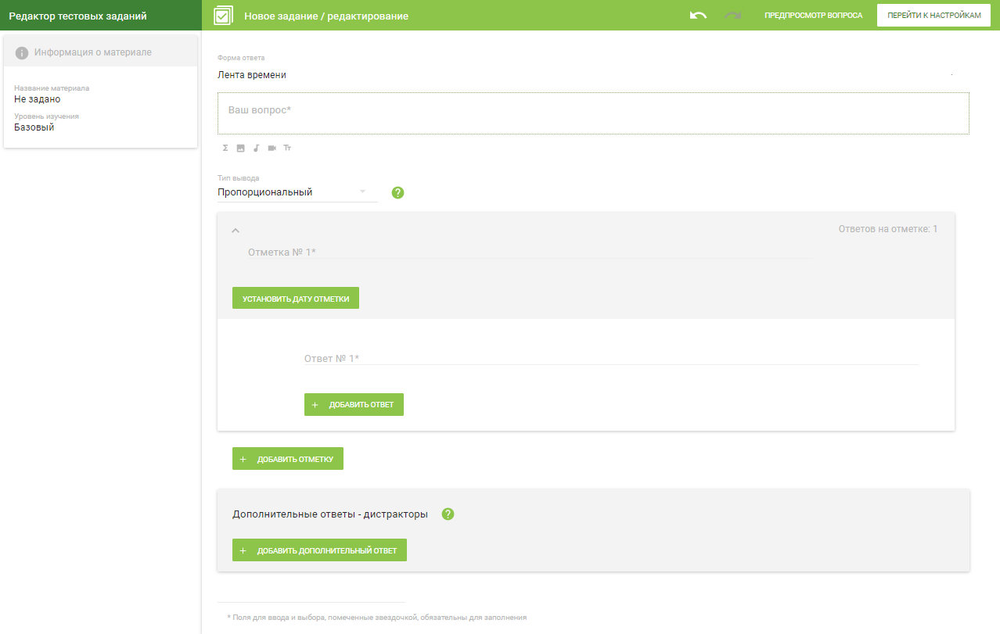 Редактор тестовых заданий
Новое задание / редактирование
ПРЕДПРОСМОТР ВОПРОСА
ПЕРЕЙТИ К НАСТРОЙКАМ
Информация о материале
Название материала
Не задано
Уровень изучения
Базовый
Форма ответа
Лента времени
Ваш вопрос*
Σ
Тт
Тип вывода
Пропорциональный
?
Ответов на отметке: 1
Отметка № 1*
УСТАНОВИТЬ ДАТУ ОТМЕТКИ
Ответ № 1*
+ ДОБАВИТЬ ОТВЕТ
+ ДОБАВИТЬ ОТМЕТКУ
Дополнительные ответы - дистракторы ?
+ ДОБАВИТЬ ДОПОЛНИТЕЛЬНЫЙ ОТВЕТ
* Поля для ввода и выбора, помеченные звездочкой, обязательны для заполнения